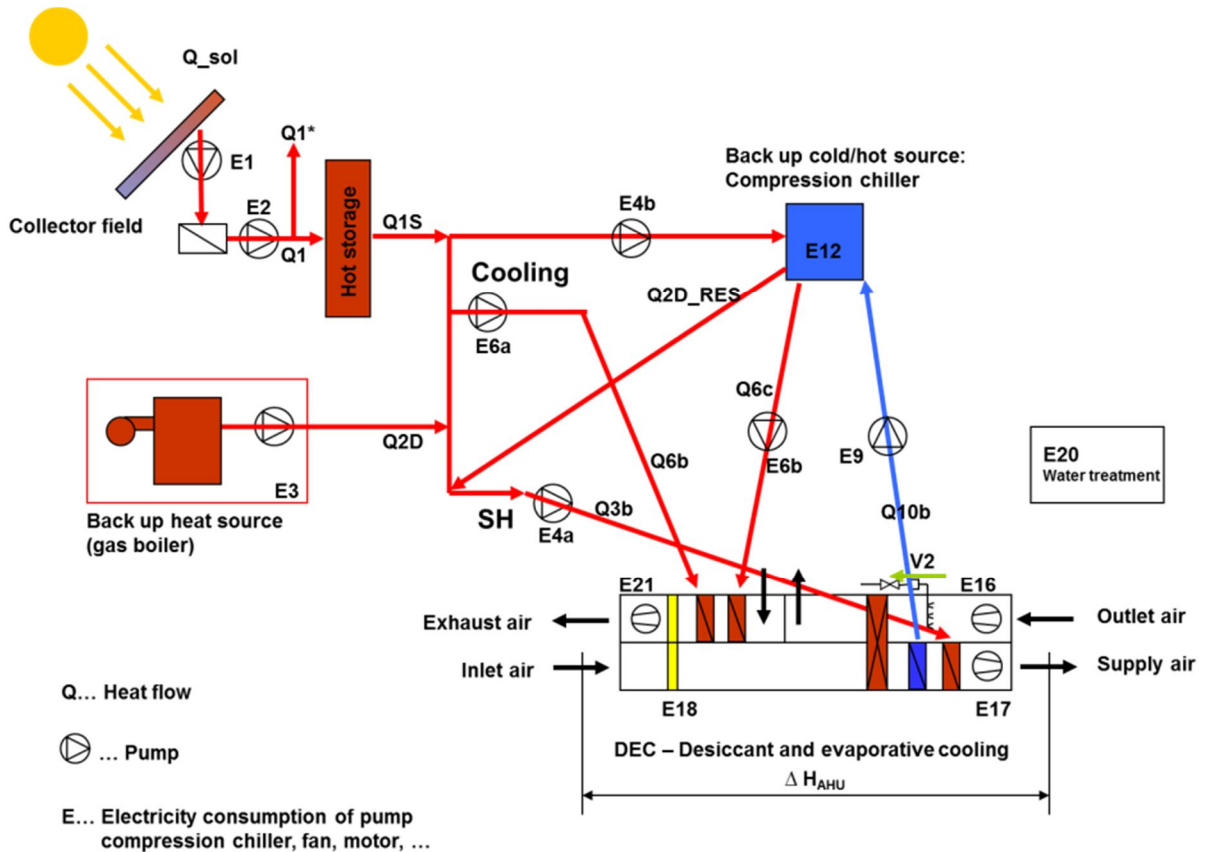 Q_sol
Q1*
E1
Back up cold/hot source:
Compression chiller
Collector field
E2
Q1
Hot storage
Q1S
E4b
E12
Cooling
Q2D_RES
E6a
Q6c
Q2D
Q6b
E6b
E9
E20
Water treatment
E3
Back up heat source
(gas boiler)
SH
E4a
Q3b
Q10b
V2
E21
E16
Exhaust air
Outlet air
Inlet air
Supply air
E18
E17
Q... Heat flow
DEC – Desiccant and evaporative cooling
Δ HAHU
... Pump
E... Electricity consumption of pump
compression chiller, fan, motor, ...